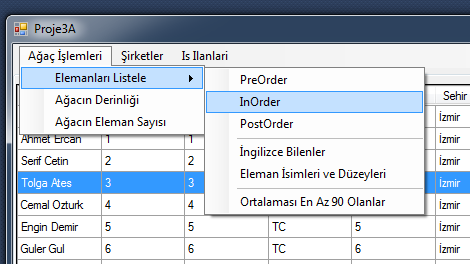 Proje3A
Ağaç İşlemleri Şirketler Is Ilanlari
Elemanları Listele
Ağacın Derinliği
Ağacın Eleman Sayısı
PreOrder
InOrder
PostOrder
İngilizce Bilenler
Eleman İsimleri ve Düzeyleri
Ortalaması En Az 90 Olanlar
Sehir
İzmir
Ahmet Ercan 1 1 İzmir
Serif Cetin 2 2 İzmir
Tolga Ates 3 3 İzmir
Cemal Ozturk 4 4 İzmir
Engin Demir 5 5 TC 5 İzmir
Guler Gul 6 6 TC 6 İzmir